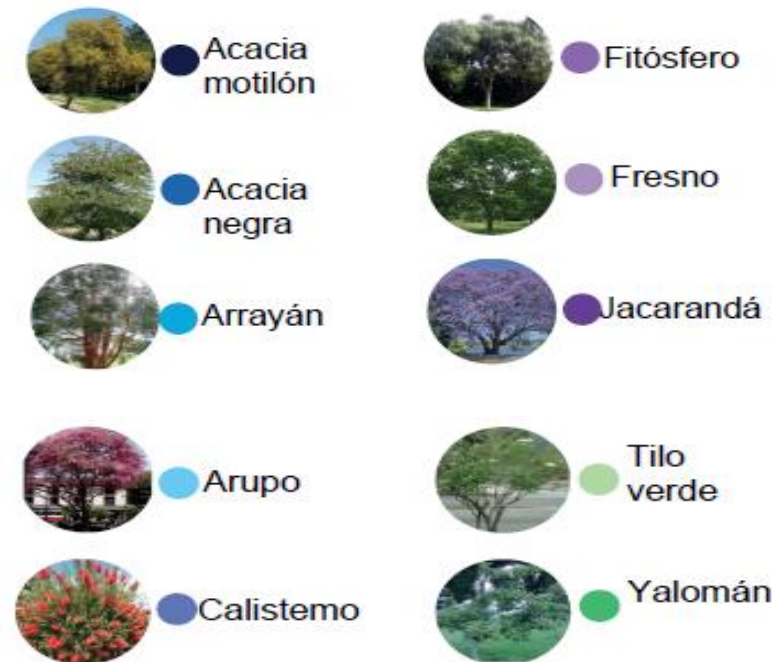 Acacia
motilón
Acacia
negra
Arrayán
Arupo
Calistemo
Fitósfero
Fresno
Jacarandá
Tilo
verde
Yalomán